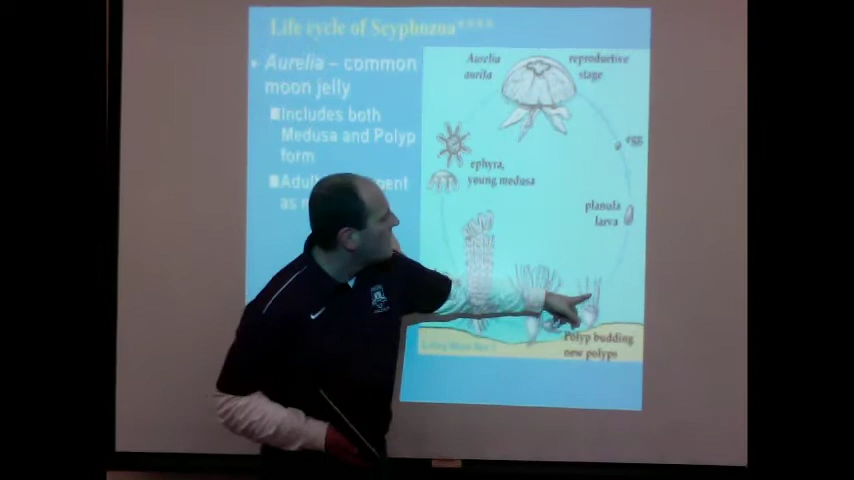 Life cycle of Scyphozoa****
Aurelia – common
moon jelly
Includes both
Medusa and Polyp
form
as
Aurelia
aurita
reproductive
stage
egg
ephyra,
young medusa
planula
larva
Polyp budding
new polyps